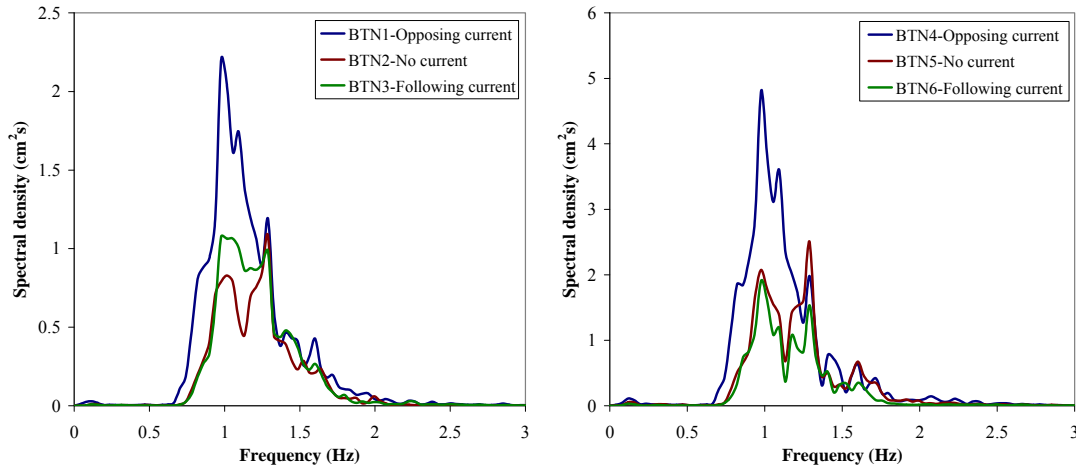 2.5
2
1.5
1
0.5
0
Spectral density (cm²s)
BTN1-Opposing current
BTN2-No current
BTN3-Following current
0 0.5 1 1.5 2 2.5 3
Frequency (Hz)
6
5
4
3
2
1
0
Spectral density (cm²s)
BTN4-Opposing current
BTN5-No current
BTN6-Following current
0 0.5 1 1.5 2 2.5 3
Frequency (Hz)